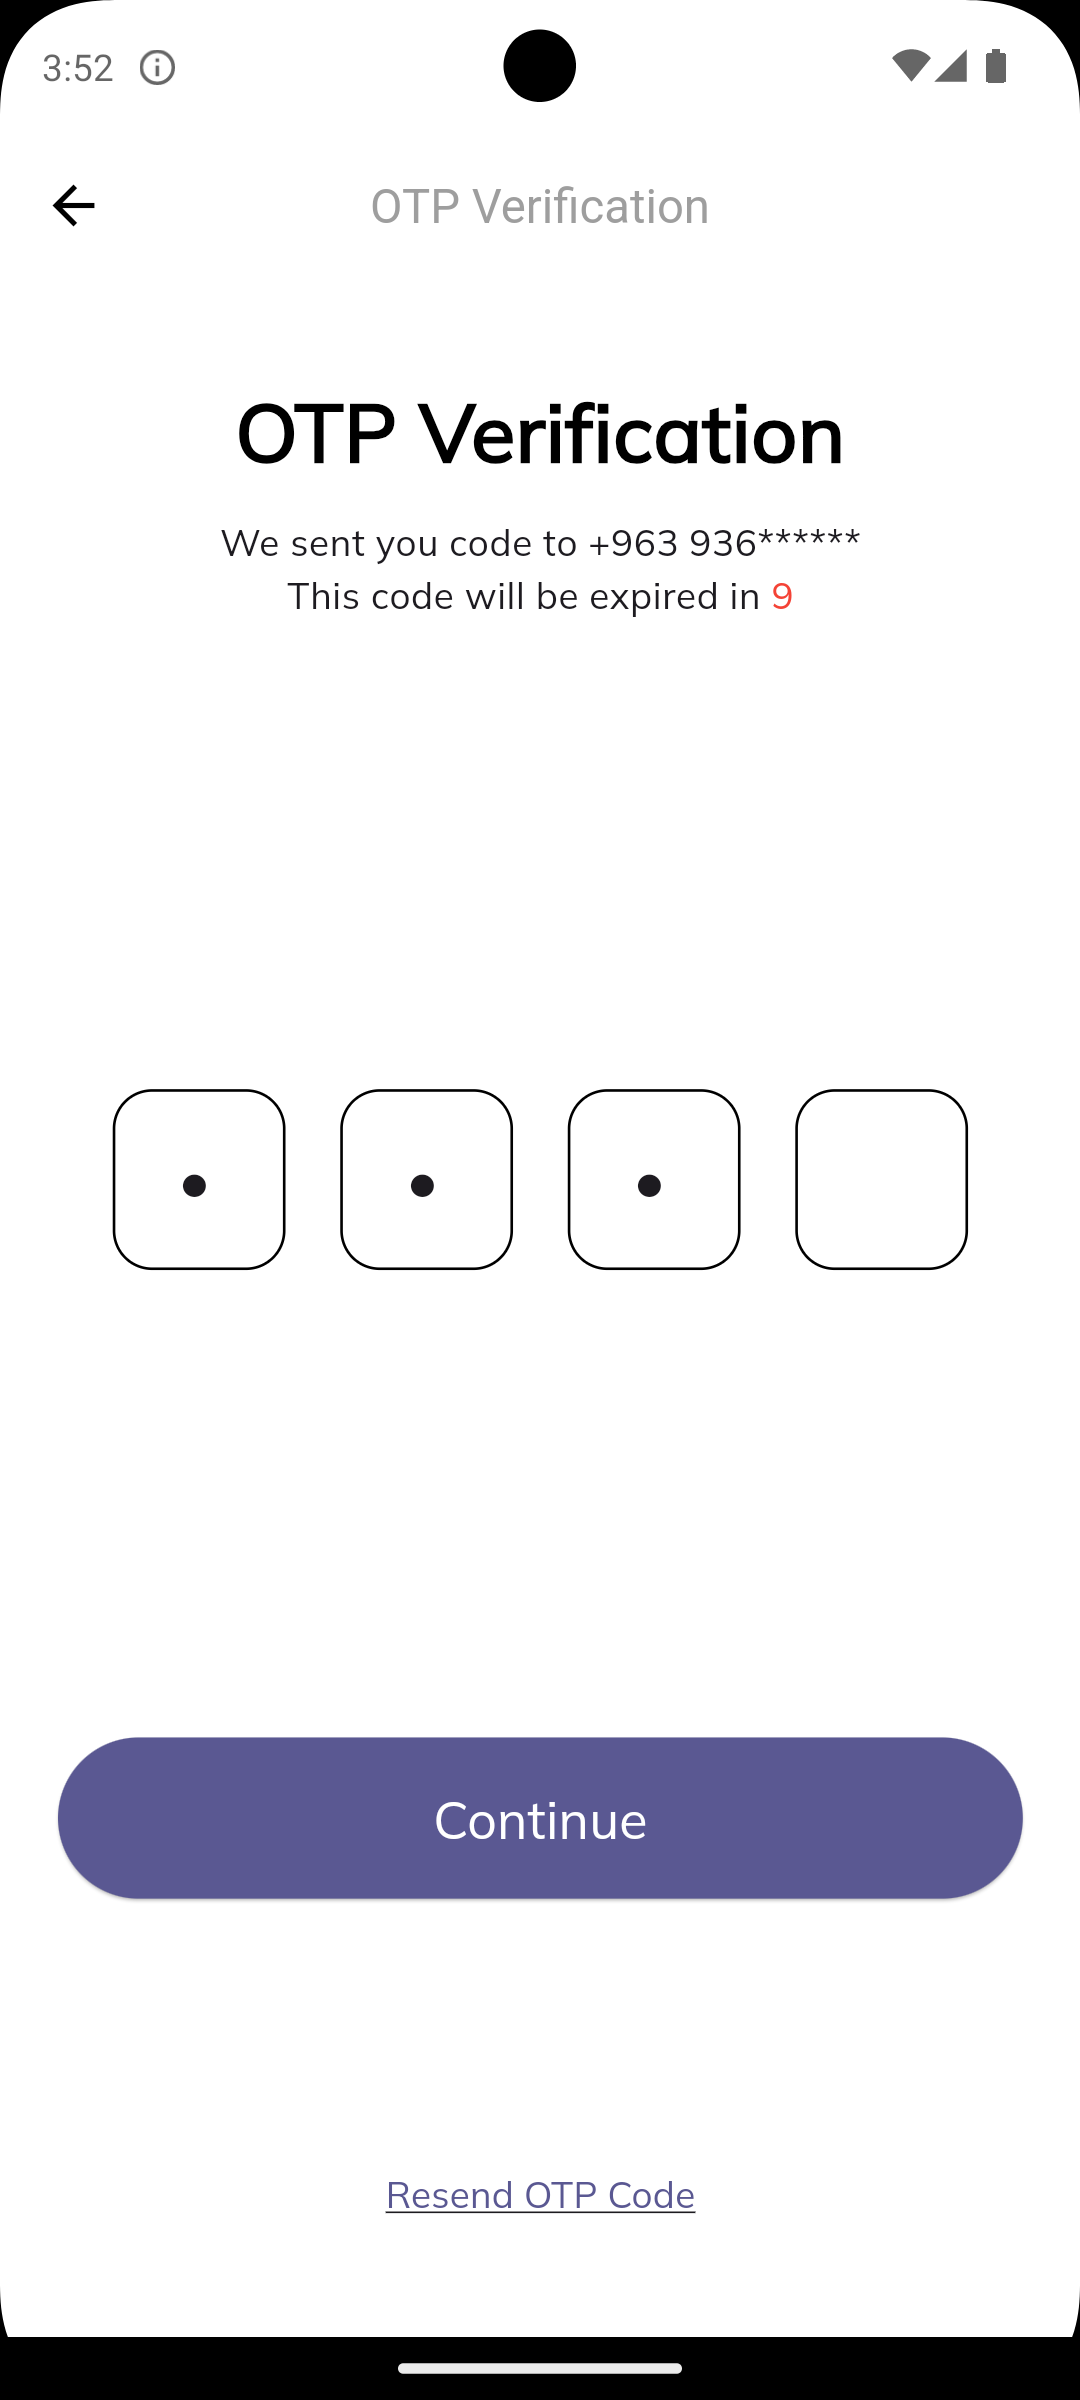 3:52
OTP Verification
OTP Verification
We sent you code to +963 936******
This code will be expired in 9
Continue
Resend OTP Code